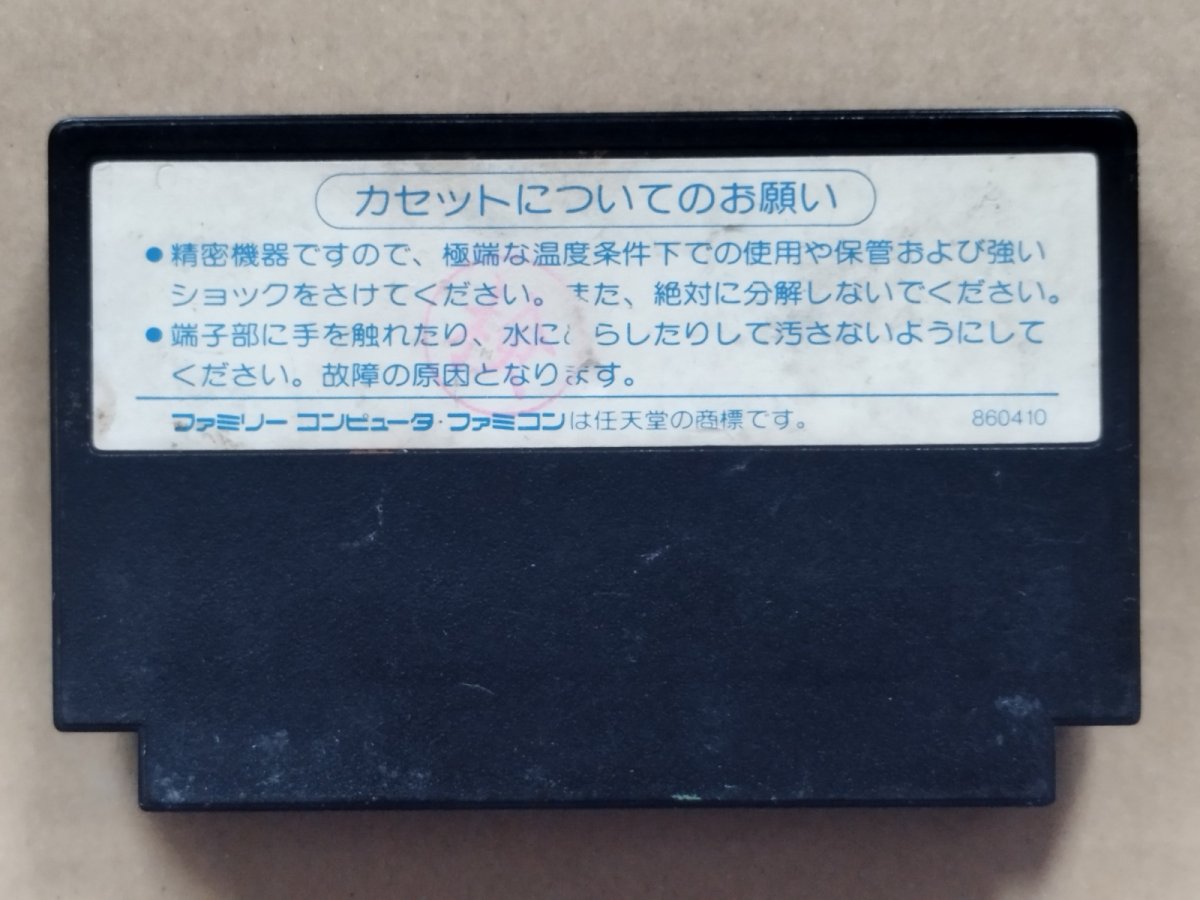 カセットについてのお願い
●精密機器ですので、極端な温度条件下での使用や保管および強い
ショックをさけてください。また、絶対に分解しないでください。
●端子部に手を触れたり、水に らしたりして汚さないようにして
ください。故障の原因となります。
ファミリー コンピュータ・ファミコンは任天堂の商標です。 860410